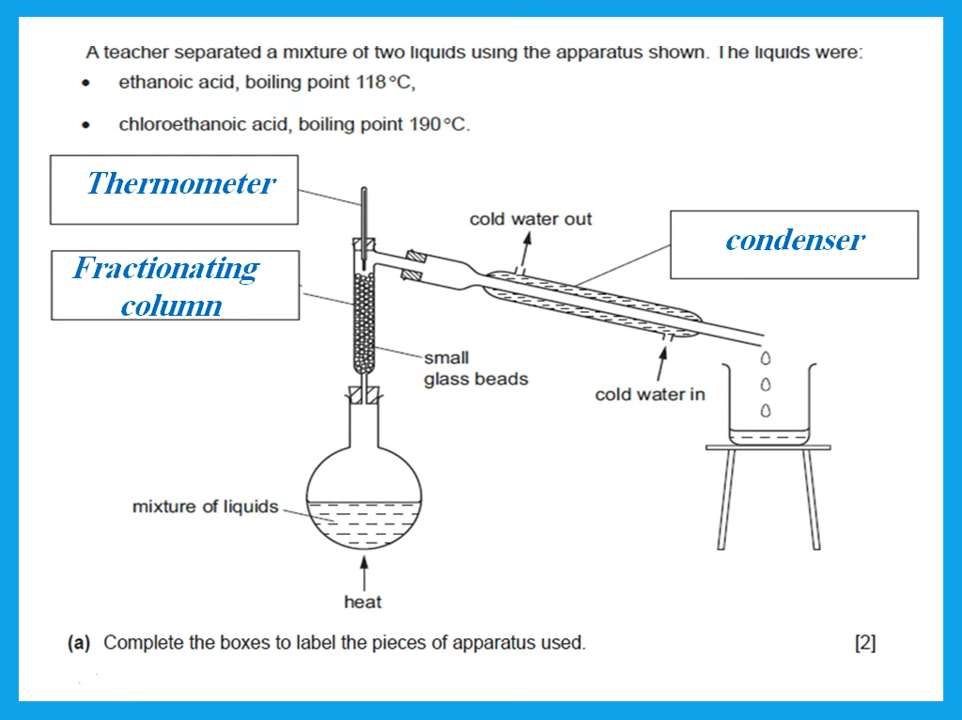 A teacher separated a mixture of two liquids using the apparatus shown. The liquids were:
• ethanoic acid, boiling point 118 °C,
• chloroethanoic acid, boiling point 190 °C.
Thermometer
cold water out
condenser
Fractionating
column
small
glass beads
cold water in
mixture of liquids
heat
(a) Complete the boxes to label the pieces of apparatus used. [2]